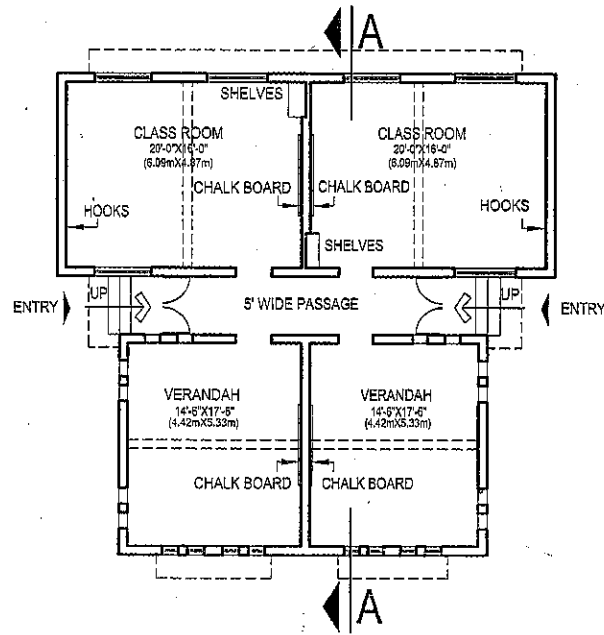 A
SHELVES
CLASS ROOM
20'-0"X16'-0"
(6.09mX4.87m)
CLASS ROOM
20'-0"X16'-0"
(6.09mX4.87m)
CHALK BOARD
CHALK BOARD
HOOKS
HOOKS
SHELVES
UP
UP
ENTRY
5' WIDE PASSAGE
ENTRY
VERANDAH
14'-6"X17'-6"
(4.42mX5.33m)
VERANDAH
14'-6"X17'-6"
(4.42mX5.33m)
CHALK BOARD
CHALK BOARD
A